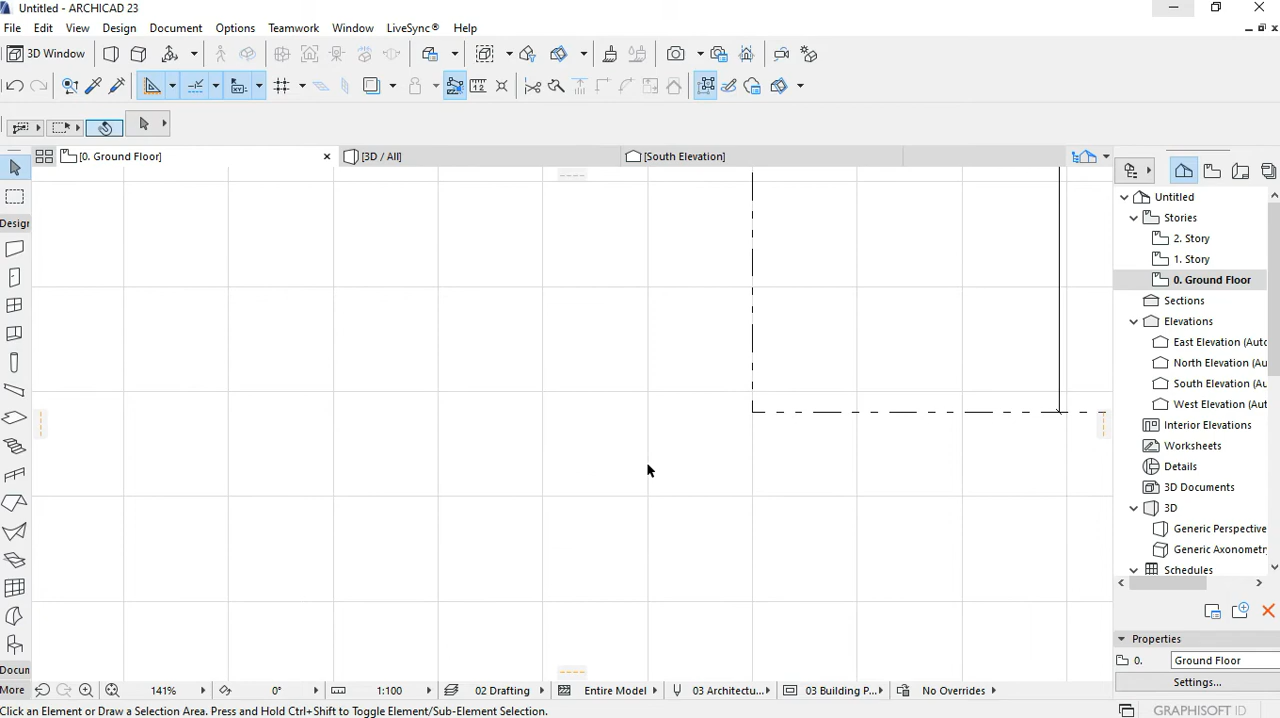 Untitled - ARCHICAD 23
File Edit View Design Document Options Teamwork Window LiveSync® Help
3D Window
[0. Ground Floor]
[3D / All]
[South Elevation]
Design
Untitled
Stories
2. Story
1. Story
0. Ground Floor
Sections
Elevations
East Elevation (Auto
North Elevation (Aut
South Elevation (Aut
West Elevation (Aut
Interior Elevations
Worksheets
Details
3D Documents
3D
Generic Perspective
Generic Axonometr
Schedules
Properties
0. Ground Floor
Settings...
Docun
More
141% 0° 1:100 02 Drafting Entire Model 03 Architectu... 03 Building P... No Overrides
Click an Element or Draw a Selection Area. Press and Hold Ctrl+Shift to Toggle Element/Sub-Element Selection.
GRAPHISOFT ID